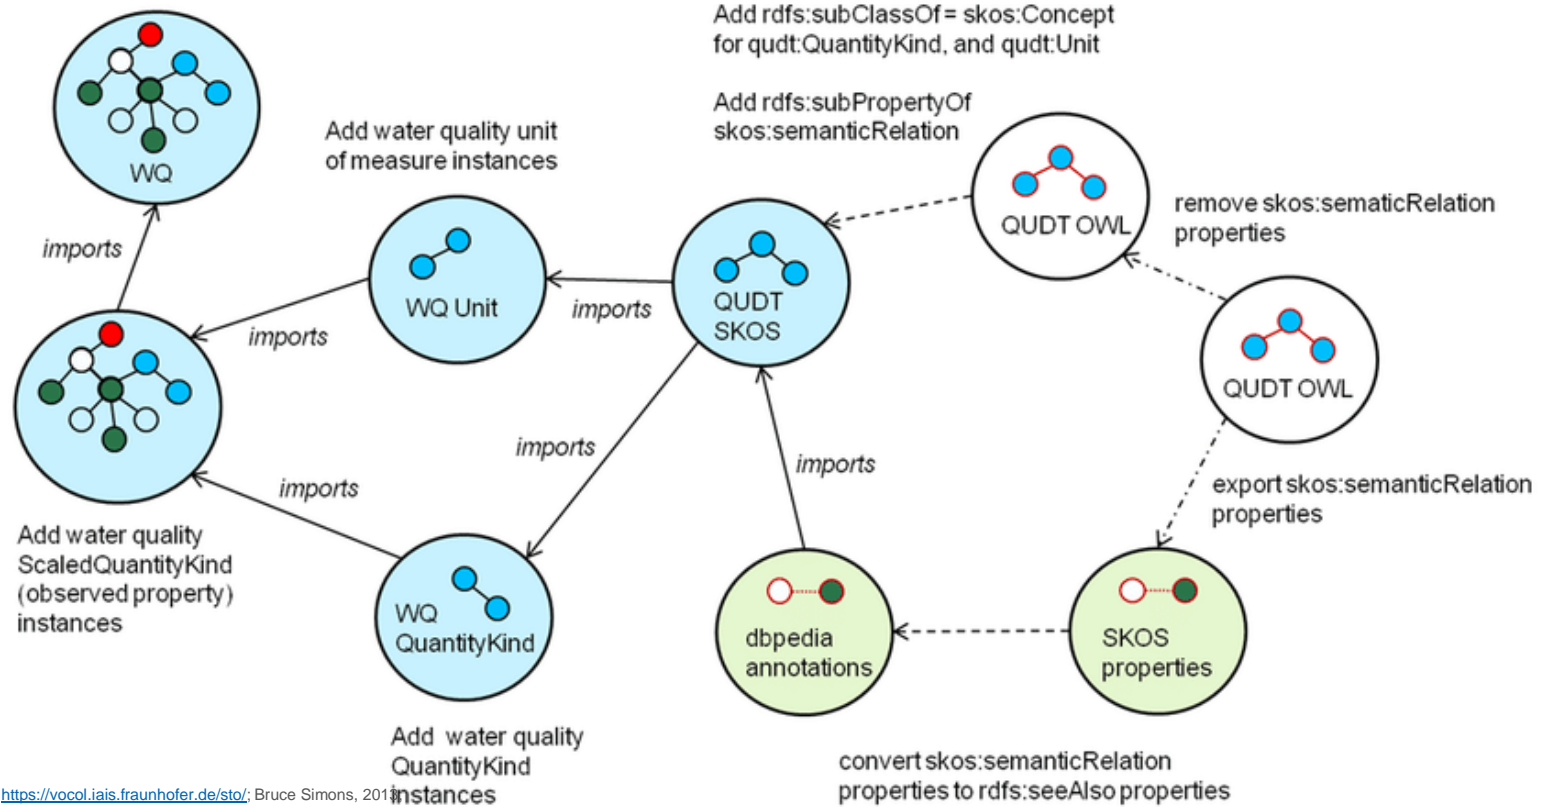 Add rdfs:subClassOf = skos:Concept
for qudt:QuantityKind, and qudt:Unit
Add rdfs:subPropertyOf
skos:semanticRelation
Add water quality unit
of measure instances
WQ
imports
WQ Unit
imports
QUDT
SKOS
imports
QUDT OWL
remove skos:sematicRelation
properties
QUDT OWL
imports
imports
imports
export skos:semanticRelation
properties
Add water quality
ScaledQuantityKind
(observed property)
instances
WQ
QuantityKind
dbpedia
annotations
SKOS
properties
Add water quality
QuantityKind
instances
convert skos:semanticRelation
properties to rdfs:seeAlso properties
https://vocol.iais.fraunhofer.de/sto/; Bruce Simons, 2013